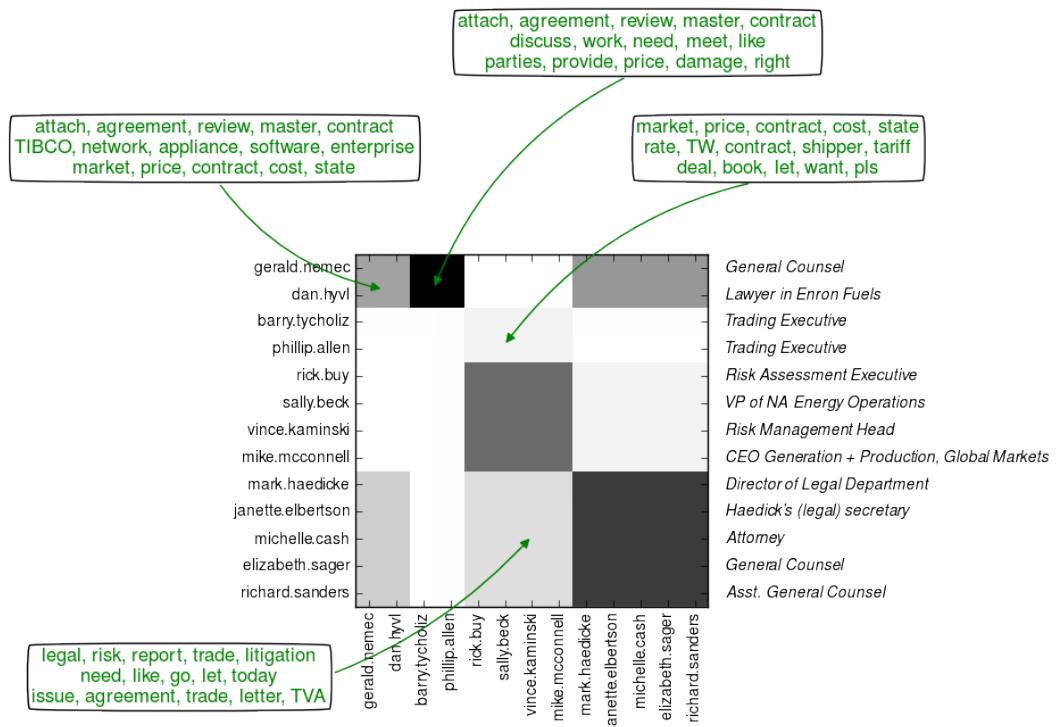 attach, agreement, review, master, contract
discuss, work, need, meet, like
parties, provide, price, damage, right
attach, agreement, review, master, contract
TIBCO, network, appliance, software, enterprise
market, price, contract, cost, state
market, price, contract, cost, state
rate, TW, contract, shipper, tariff
deal, book, let, want, pls
gerald.nemec
General Counsel
dan.hyvl
Lawyer in Enron Fuels
barry.tycholiz
Trading Executive
phillip.allen
Trading Executive
rick.buy
Risk Assessment Executive
sally.beck
VP of NA Energy Operations
vince.kaminski
Risk Management Head
mike.mcconnell
CEO Generation + Production, Global Markets
mark.haedicke
Director of Legal Department
janette.elbertson
Haedick's (legal) secretary
michelle.cash
Attorney
elizabeth.sager
General Counsel
richard.sanders
Asst. General Counsel
legal, risk, report, trade, litigation
need, like, go, let, today
issue, agreement, trade, letter, TVA
gerald.nemec
dan.hyvl
barry.tycholiz
phillip.allen
rick.buy
sally.beck
vince.kaminski
mike.mcconnell
mark.haedicke
anette.elbertson
michelle.cash
elizabeth.sager
richard.sanders